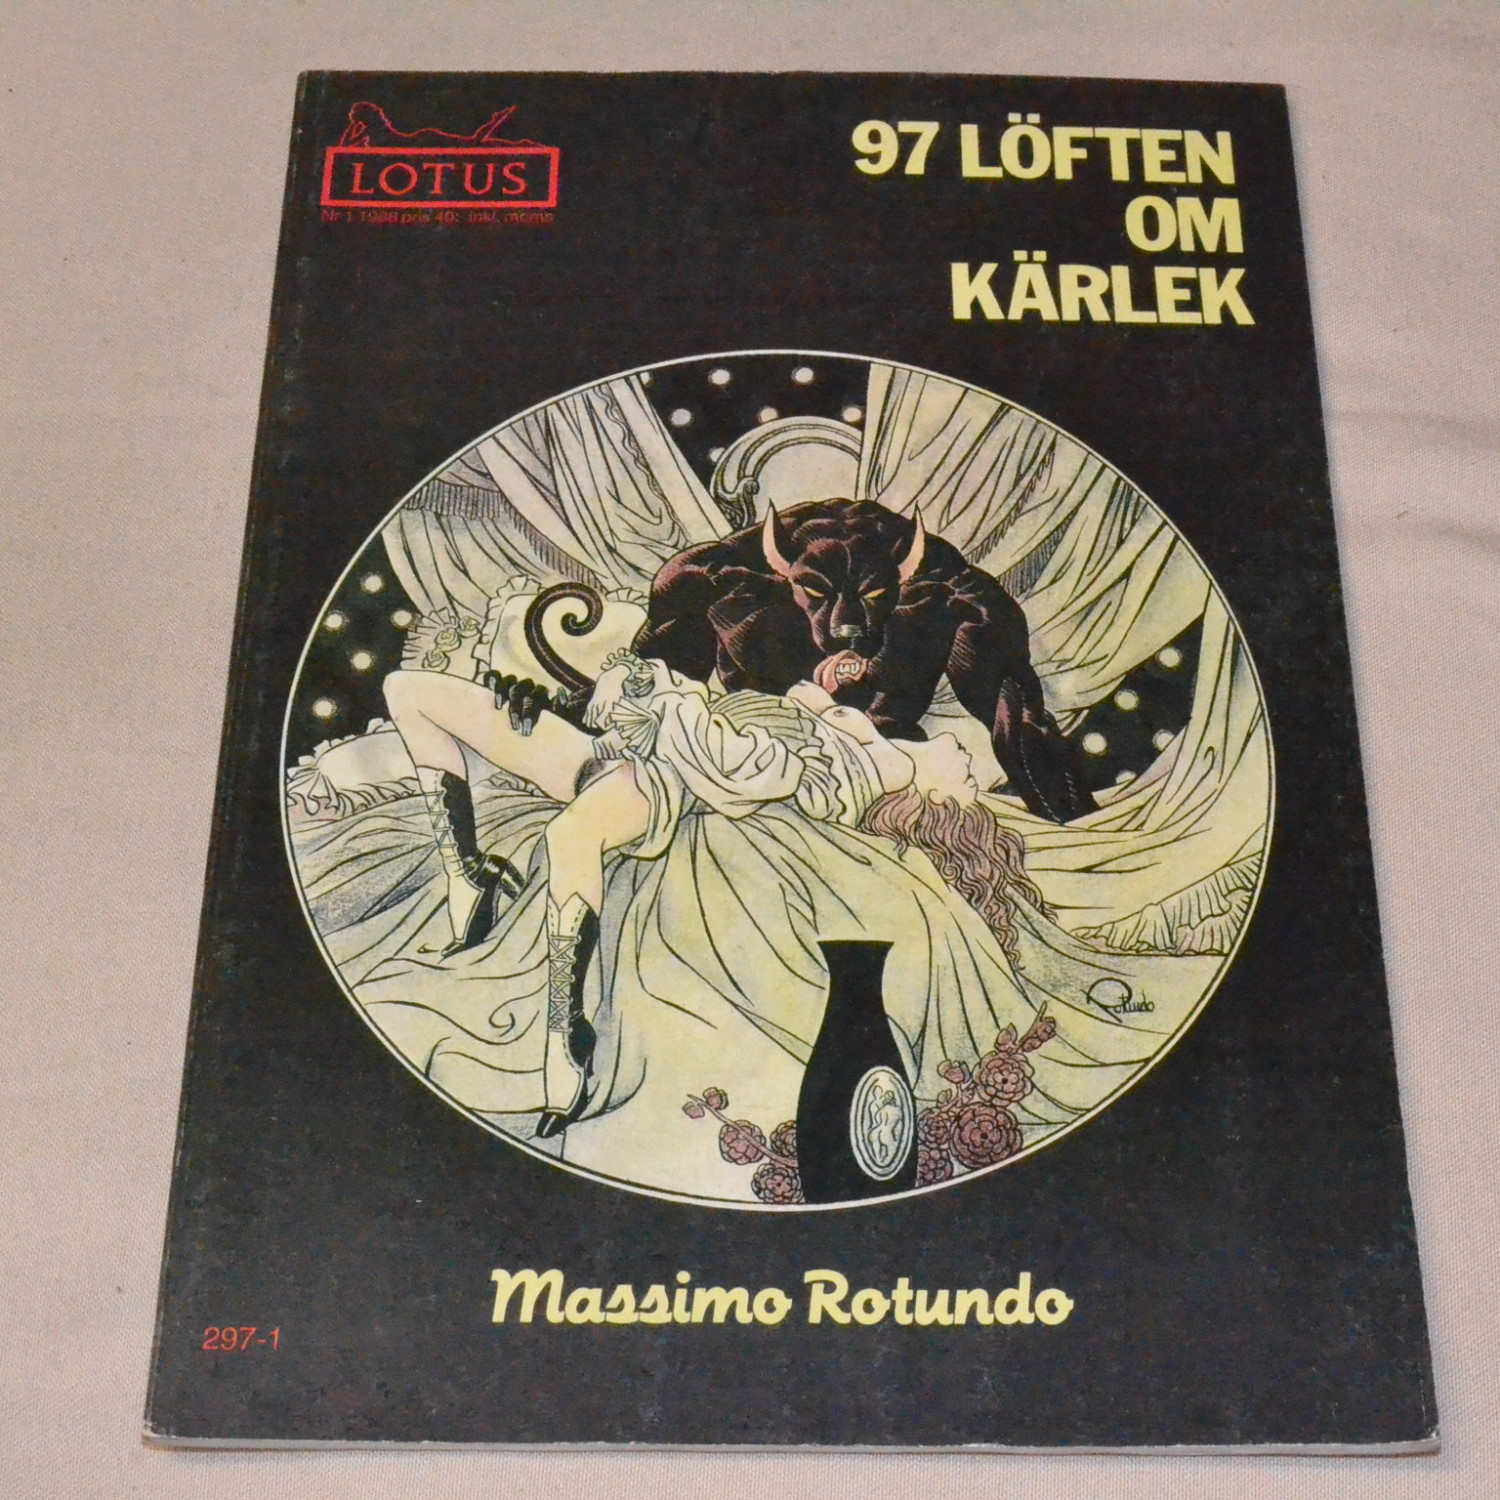 LOTUS
Nr 1 1988 pris 40:- inkl. moms
97 LÖFTEN
OM
KÄRLEK
Rotundo
Massimo Rotundo
297-1